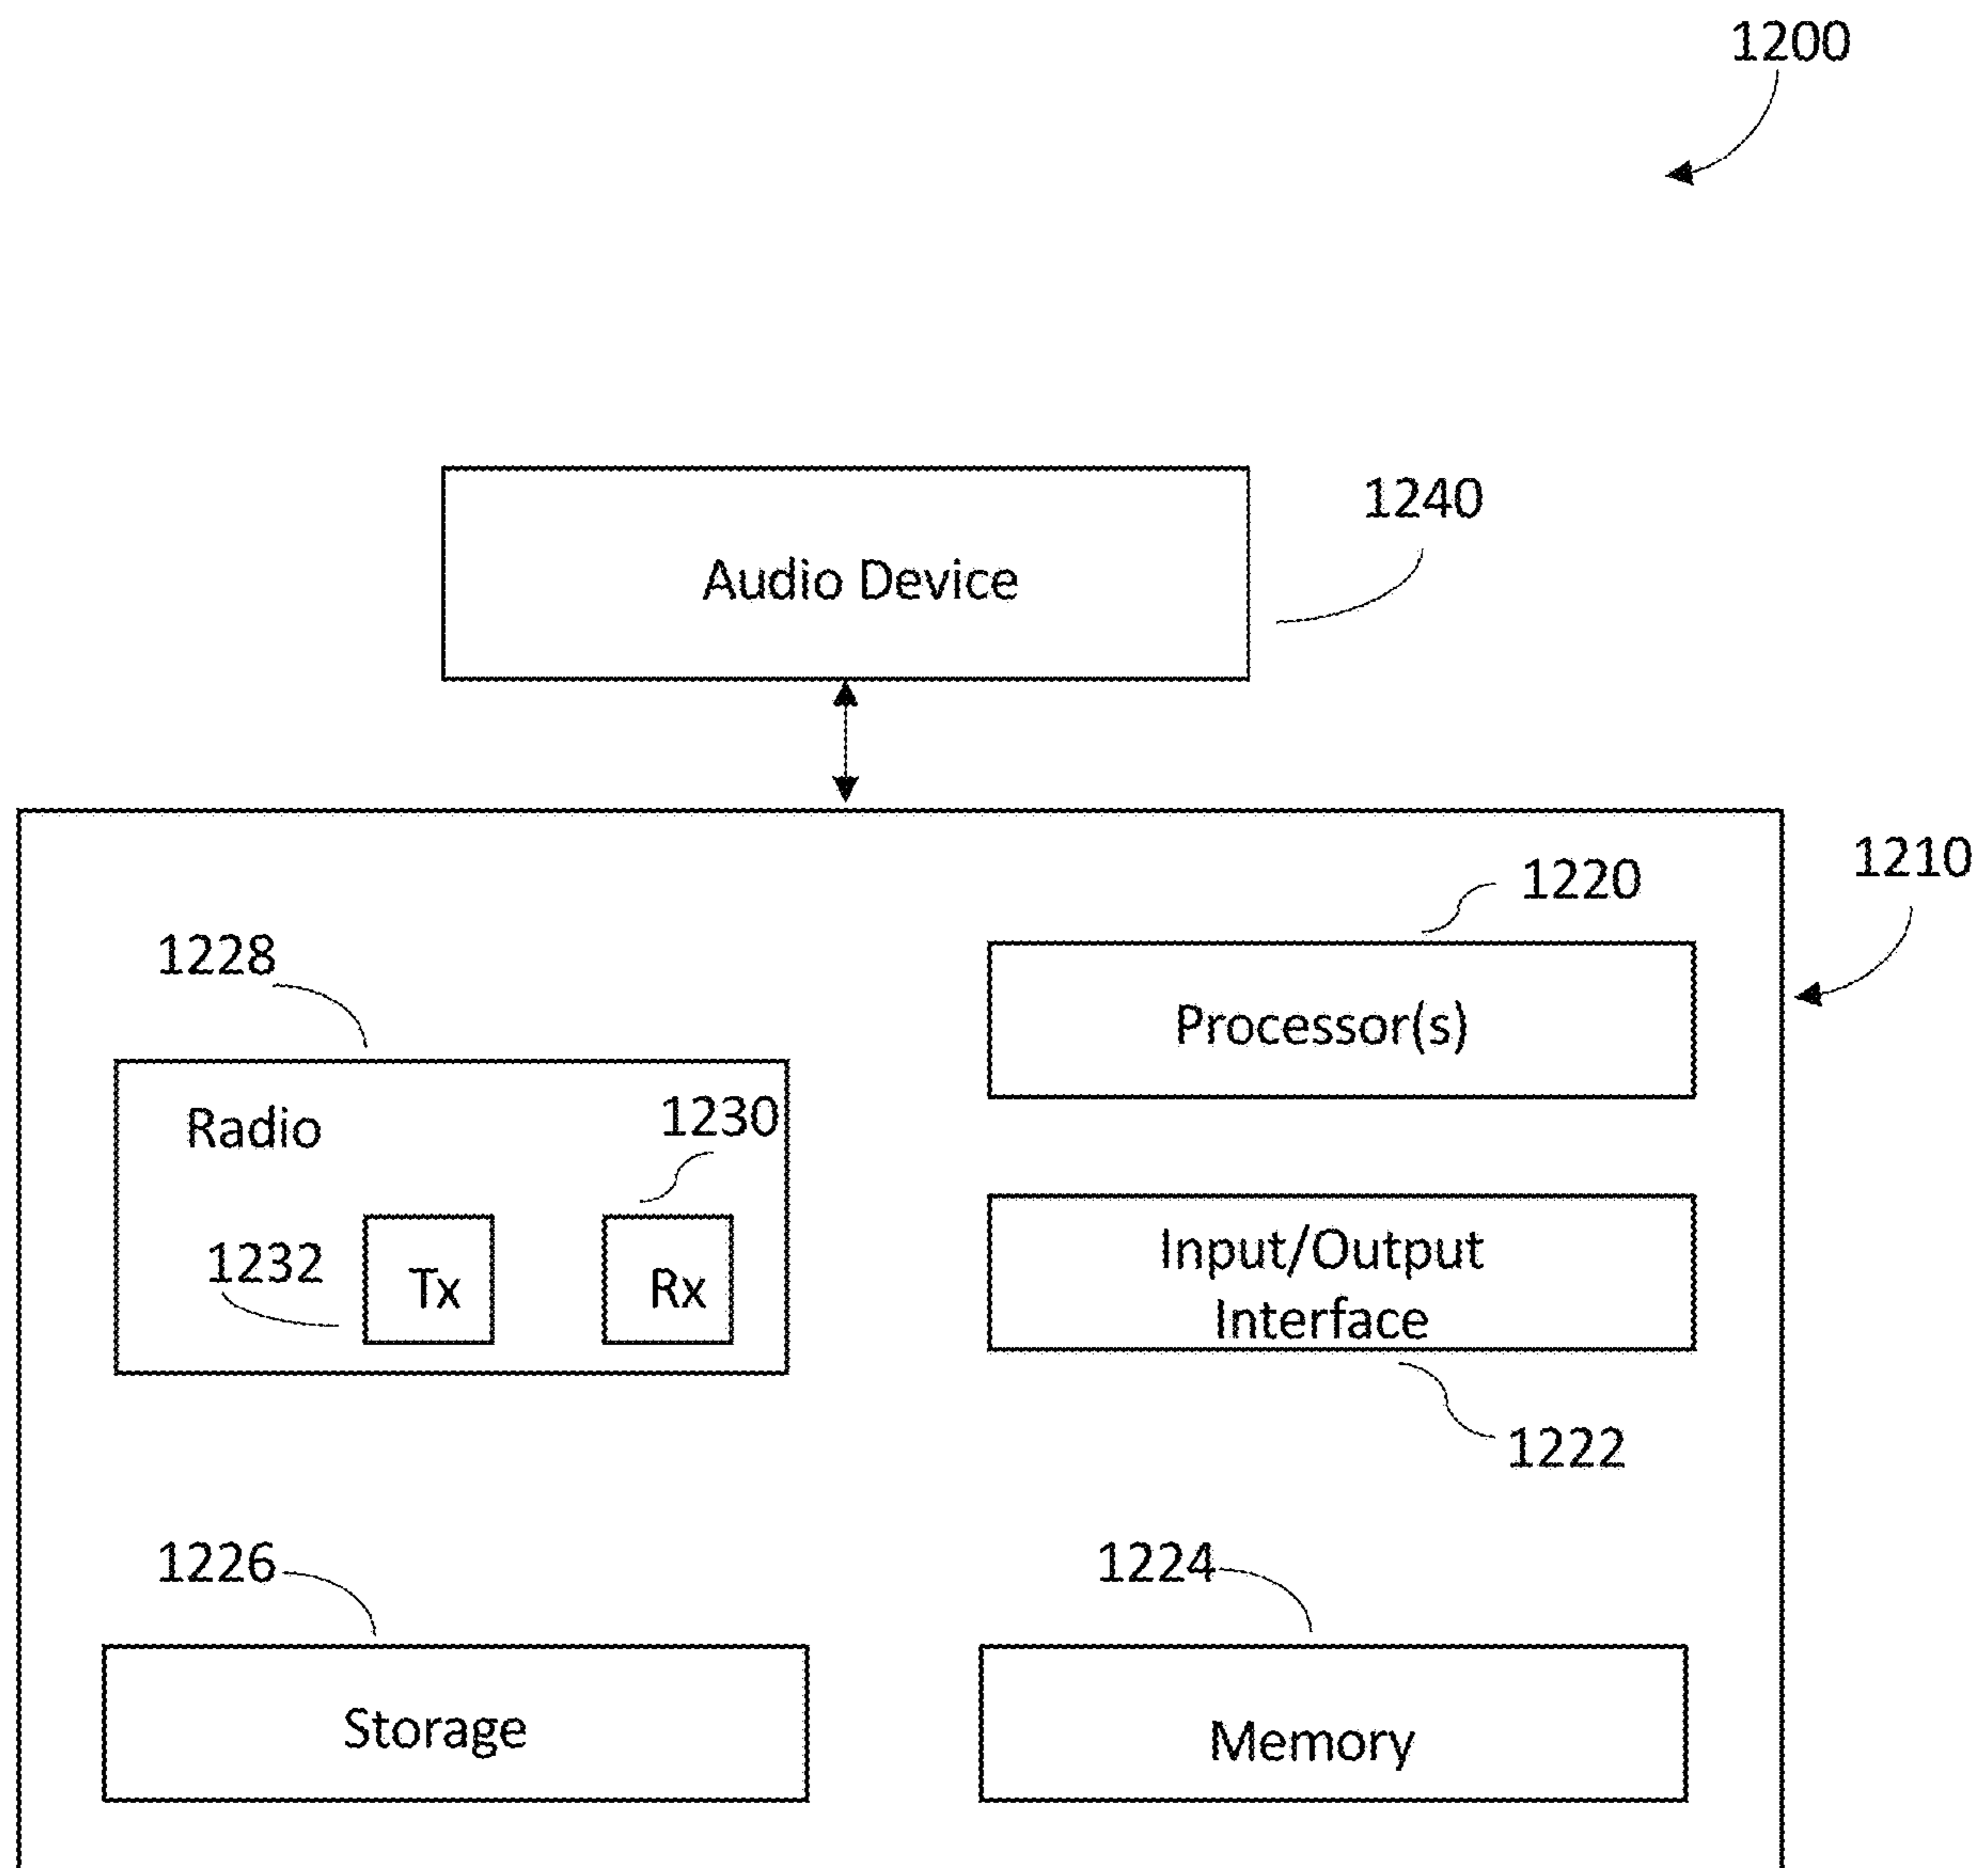 1200
1240
Audio Device
1210
1220
1228
Processor(s)
Radio
1230
Input/Output
Interface
1232
Tx
Rx
1222
1226
1224
Storage
Memory